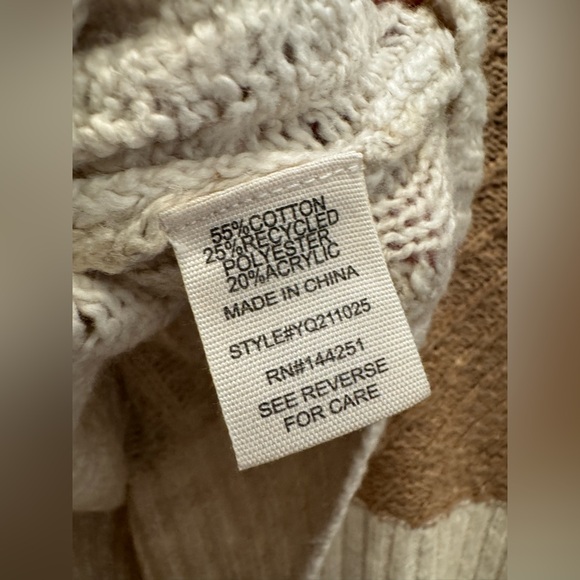 55%COTTON
25%RECYCLED
POLYESTER
20%ACRYLIC
MADE IN CHINA
STYLE#YQ211025
RN#144251
SEE REVERSE
FOR CARE